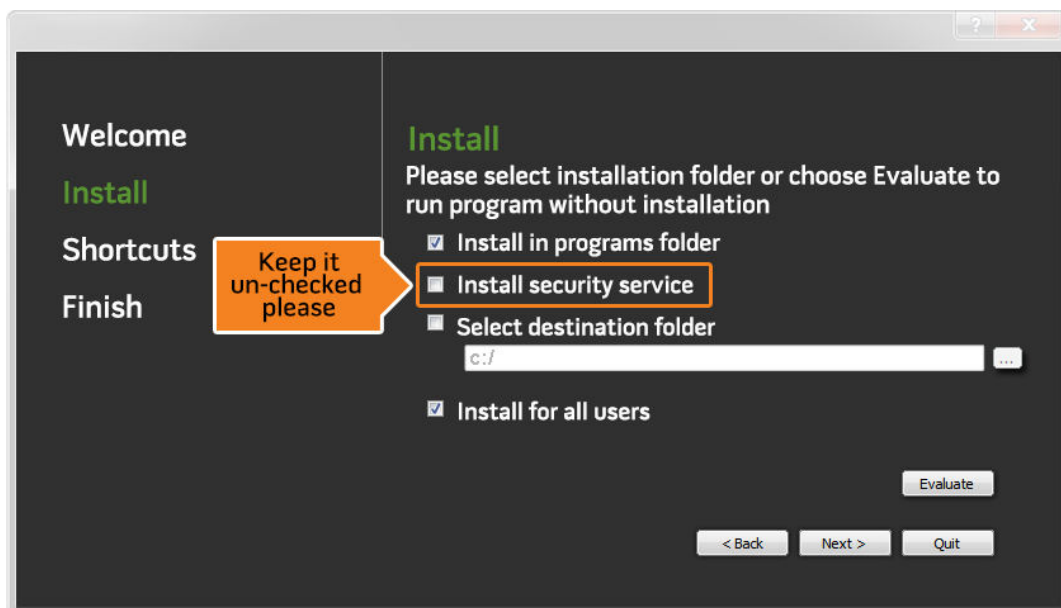 ?
Welcome
Install
Shortcuts
Finish
Keep it
un-checked
please
Install
Please select installation folder or choose Evaluate to
run program without installation
Install in programs folder
Install security service
Select destination folder
c:/
...
Install for all users
Evaluate
< Back
Next >
Quit